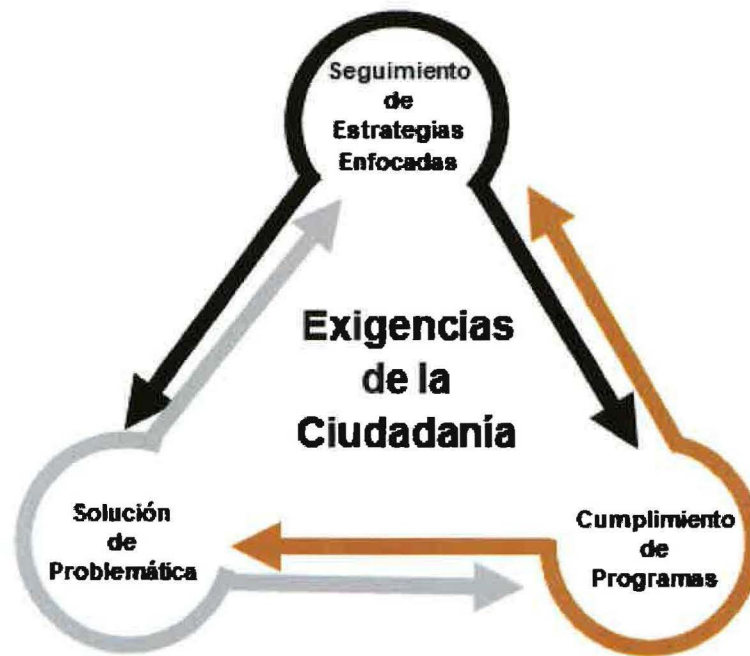 Seguimiento
de
Estrategias
Enfocadas
Exigencias
de la
Ciudadanía
Solución
de
Problemática
Cumplimiento
de
Programas